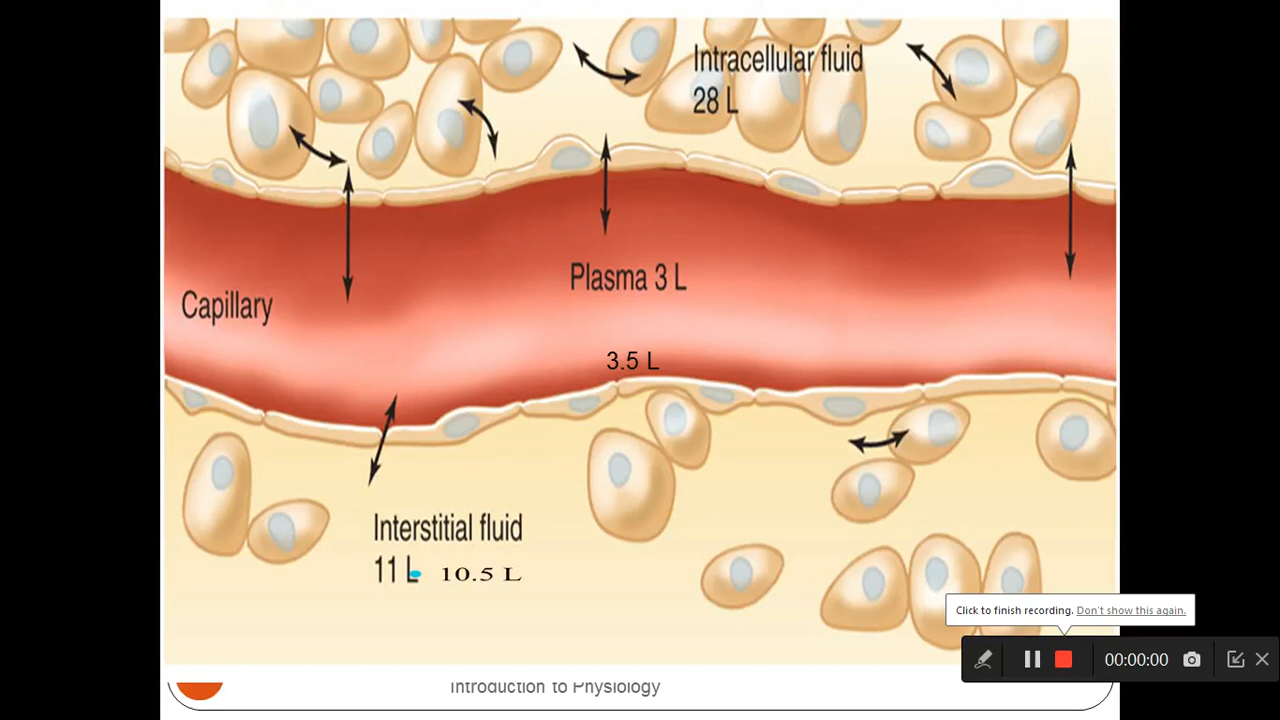 Intracellular fluid
28 L
Plasma 3 L
Capillary
3.5 L
Interstitial fluid
11 L 10.5 L
Click to finish recording. Don't show this again.
00:00:00
Introduction to Physiology